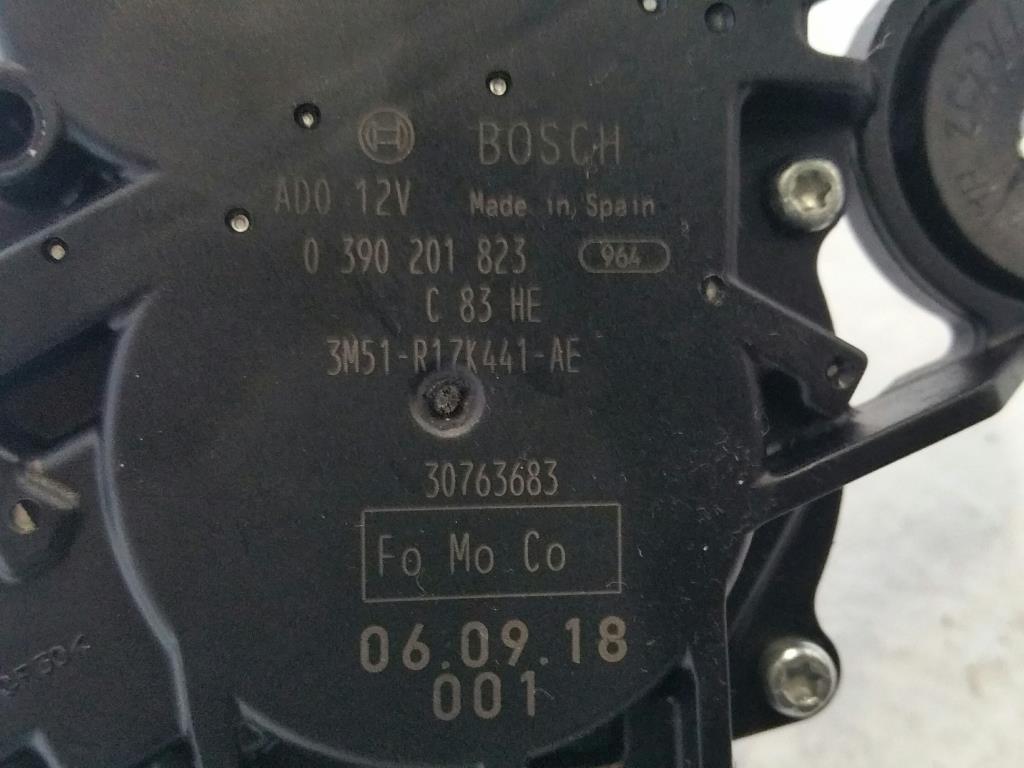 BOSCH
AD0 12V Made in Spain
0 390 201 823 964
C 83 HE
3M51-R17K441-AE
30763683
Fo Mo Co
06.09.18
001